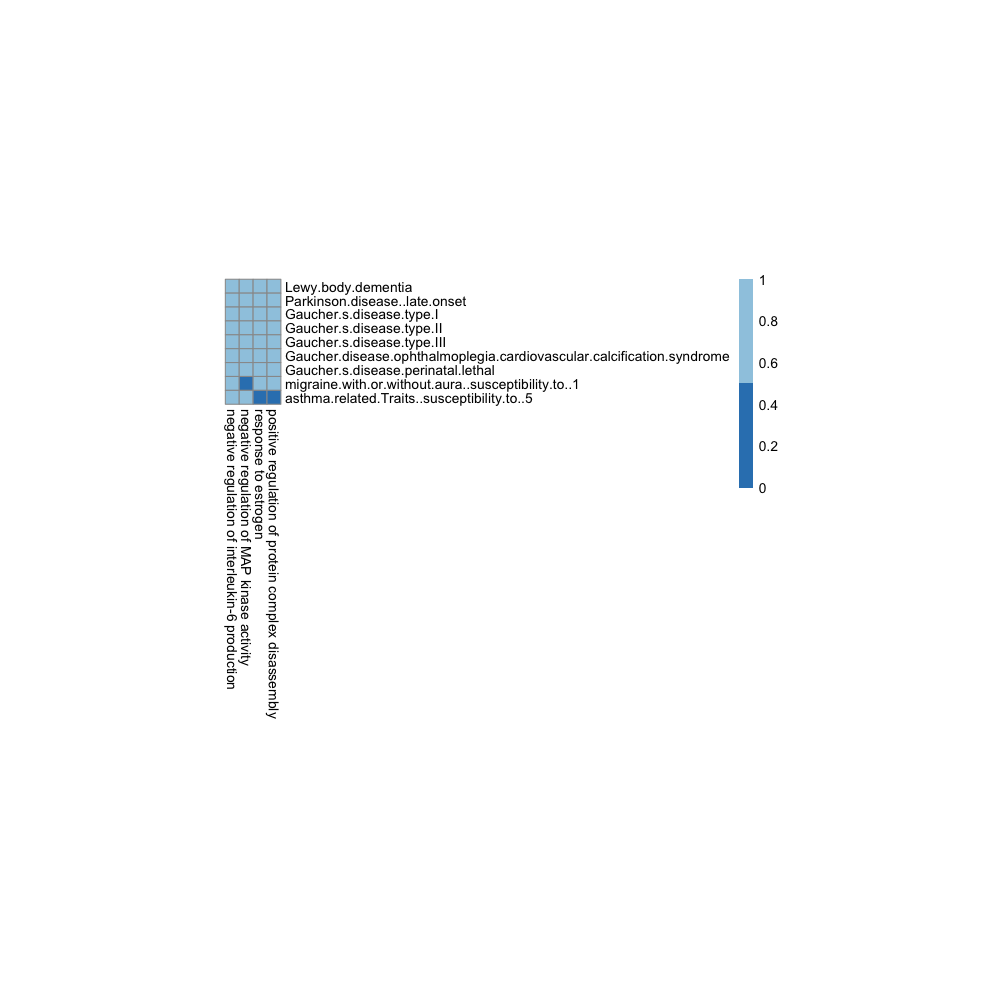 Lewy.body.dementia
Parkinson.disease..late.onset
Gaucher.s.disease.type.I
Gaucher.s.disease.type.II
Gaucher.s.disease.type.III
Gaucher.disease.ophthalmoplegia.cardiovascular.calcification.syndrome
Gaucher.s.disease.perinatal.lethal
migraine.with.or.without.aura..susceptibility.to..1
asthma.related.Traits..susceptibility.to..5
negative regulation of interleukin-6 production
negative regulation of MAP kinase activity
response to estrogen
positive regulation of protein complex disassembly
1
0.8
0.6
0.4
0.2
0